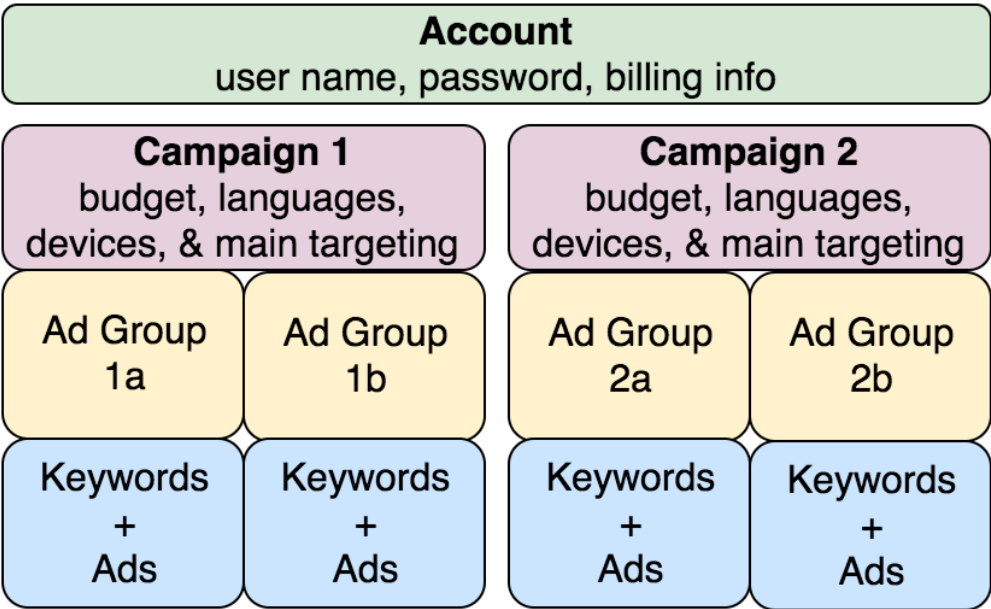 Account
user name, password, billing info
Campaign 1
budget, languages,
devices, & main targeting
Campaign 2
budget, languages,
devices, & main targeting
Ad Group
1a
Ad Group
1b
Ad Group
2a
Ad Group
2b
Keywords
+
Ads
Keywords
+
Ads
Keywords
+
Ads
Keywords
+
Ads